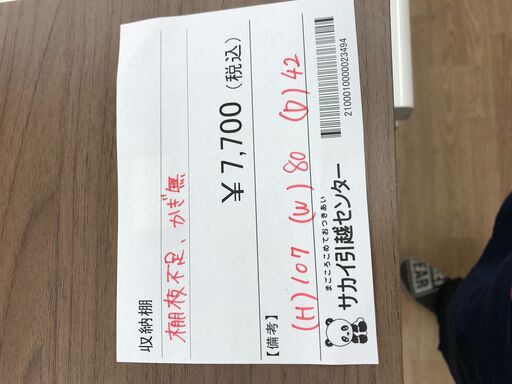 収納棚
棚板不足、かぎ無
¥7,700（税込）
【備考】
(H)107 (W)80 (D)42
まごころこめておつきあい
サカイ引越センター
2100010000023494